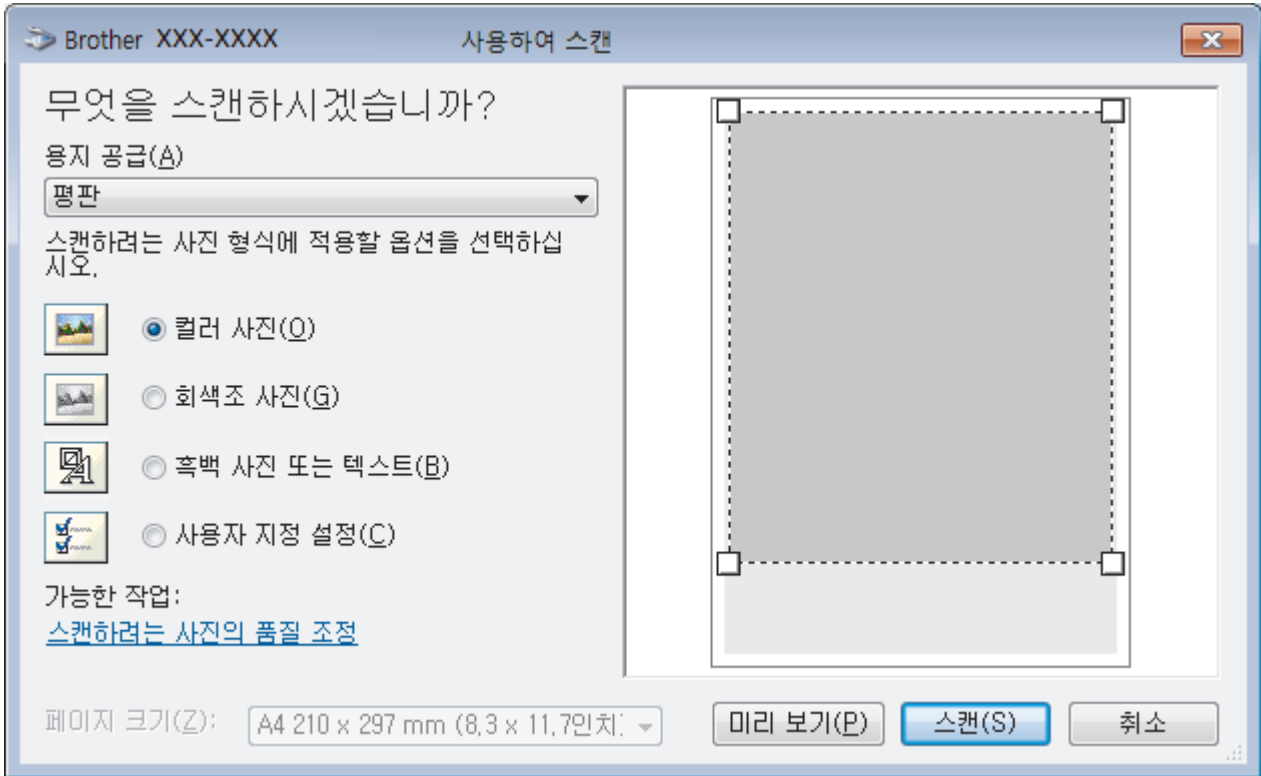 Brother XXX-XXXX 사용하여 스캔
무엇을 스캔하시겠습니까?
용지 공급(A)
평판
스캔하려는 사진 형식에 적용할 옵션을 선택하십
시오.
컬러 사진(O)
회색조 사진(G)
흑백 사진 또는 텍스트(B)
사용자 지정 설정(C)
가능한 작업:
스캔하려는 사진의 품질 조정
페이지 크기(Z): A4 210 x 297 mm (8.3 x 11.7인치)
미리 보기(P) 스캔(S) 취소